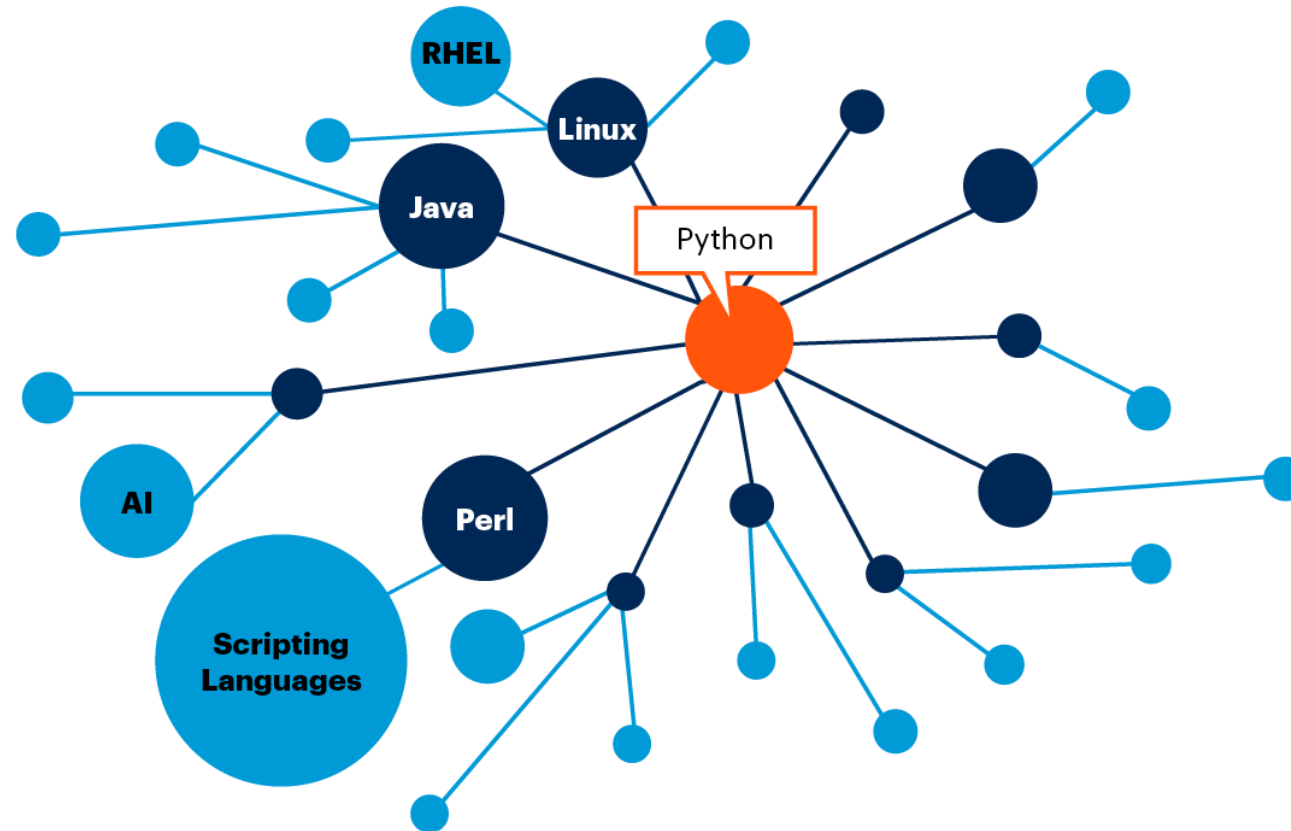 RHEL
Linux
Java
Python
AI
Perl
Scripting
Languages